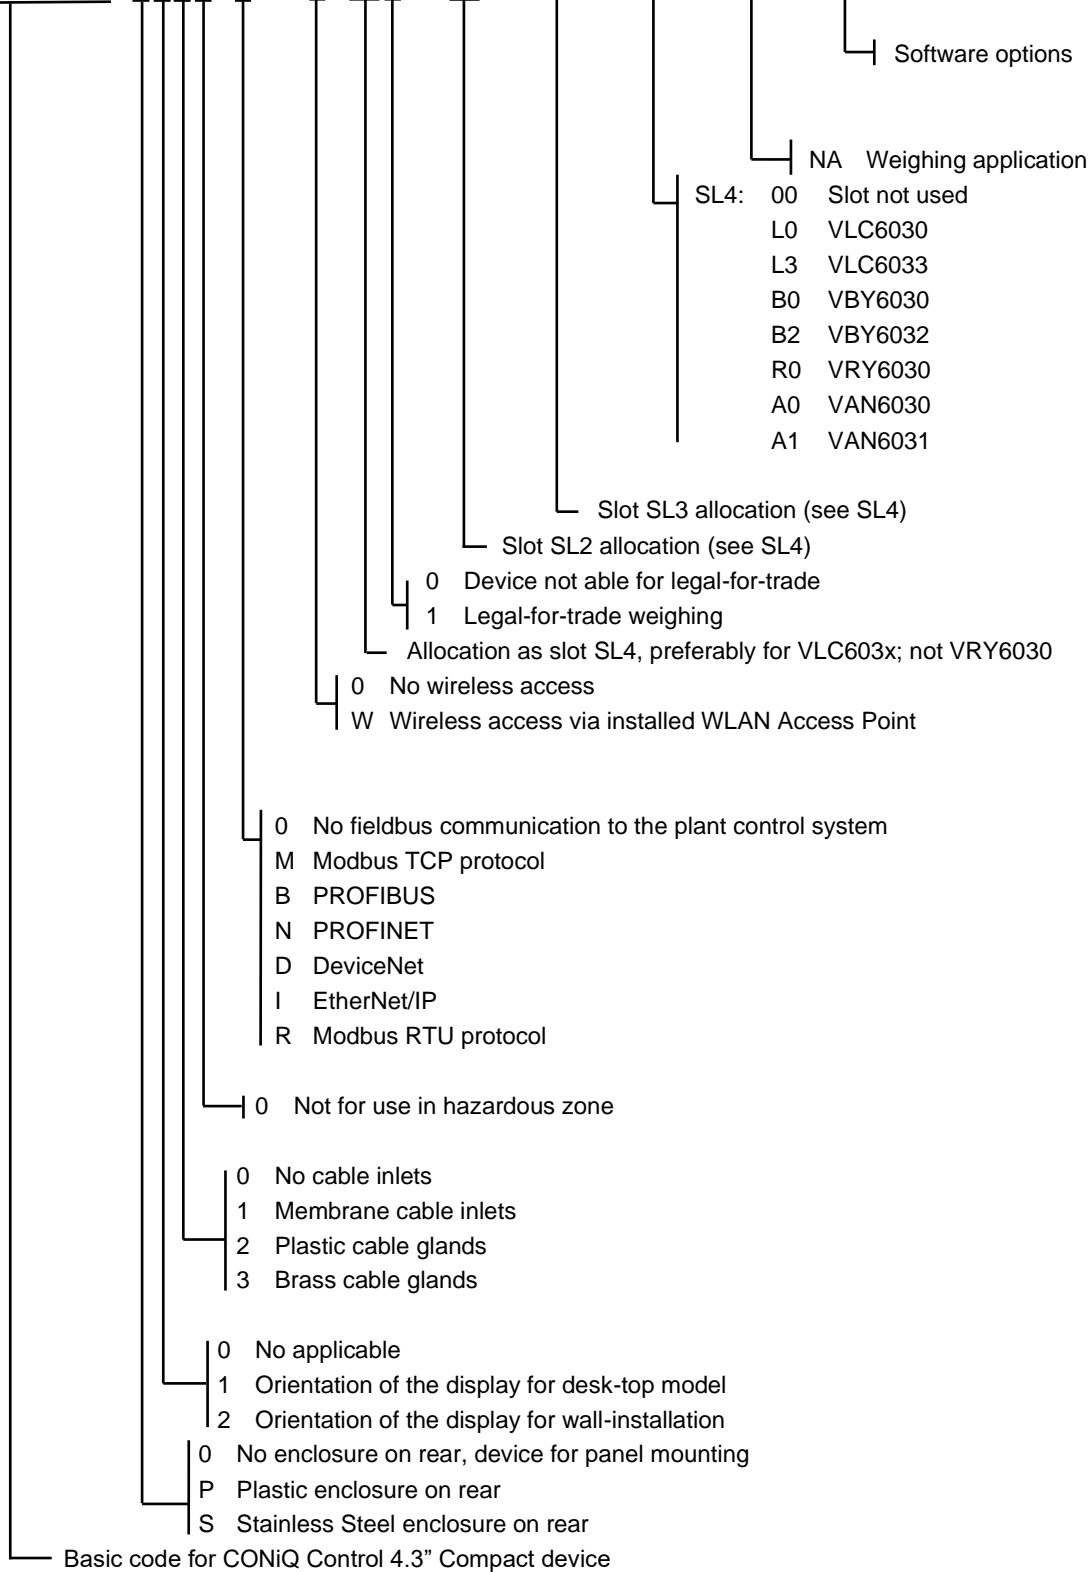 Software options
NA Weighing application
SL4: 00 Slot not used
L0 VLC6030
L3 VLC6033
B0 VBY6030
B2 VBY6032
R0 VRY6030
A0 VAN6030
A1 VAN6031
Slot SL3 allocation (see SL4)
Slot SL2 allocation (see SL4)
0 Device not able for legal-for-trade
1 Legal-for-trade weighing
Allocation as slot SL4, preferably for VLC603x; not VRY6030
0 No wireless access
W Wireless access via installed WLAN Access Point
0 No fieldbus communication to the plant control system
M Modbus TCP protocol
B PROFIBUS
N PROFINET
D DeviceNet
I EtherNet/IP
R Modbus RTU protocol
0 Not for use in hazardous zone
0 No cable inlets
1 Membrane cable inlets
2 Plastic cable glands
3 Brass cable glands
0 No applicable
1 Orientation of the display for desk-top model
2 Orientation of the display for wall-installation
0 No enclosure on rear, device for panel mounting
P Plastic enclosure on rear
S Stainless Steel enclosure on rear
Basic code for CONiQ Control 4.3” Compact device